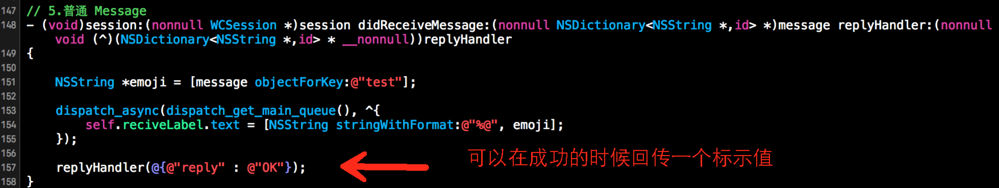 147 // 5.普通 Message
148 - (void)session:(nonnull WCSession *)session didReceiveMessage:(nonnull NSDictionary<NSString *,id> *)message replyHandler:(nonnull
void (^)(NSDictionary<NSString *,id> * __nonnull))replyHandler
149 {
150
151 NSString *emoji = [message objectForKey:@"test"];
152
153 dispatch_async(dispatch_get_main_queue(), ^{
154 self.reciveLabel.text = [NSString stringWithFormat:@"%@", emoji];
155 });
156
可以在成功的时候回传一个标示值
157 replyHandler(@{@"reply" : @"OK"});
158 }